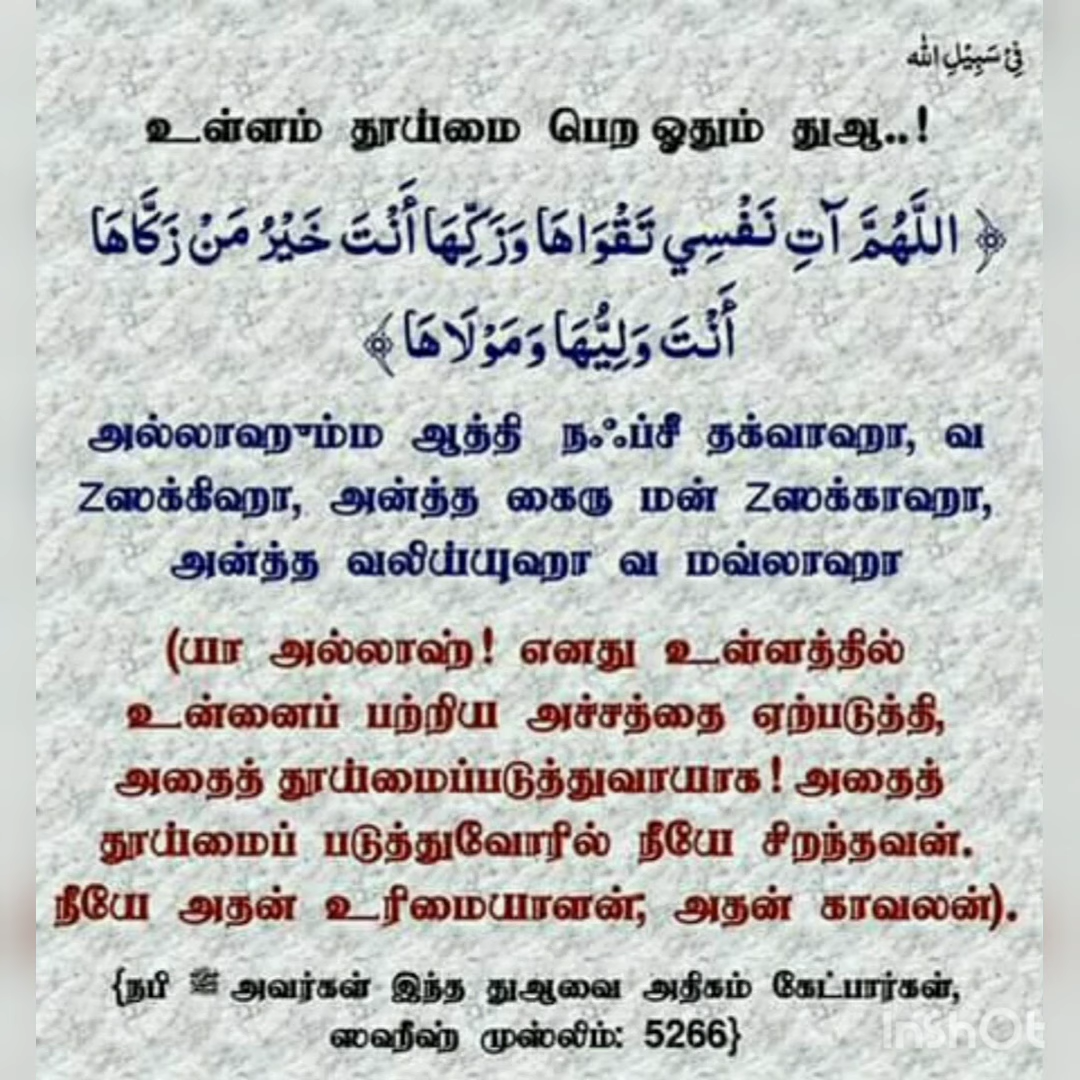 فِيْ سَبِيْلِ الله
உள்ளம் தூய்மை பெற ஓதும் துஆ..!
﴿ اللَّهُمَّ آتِ نَفْسِي تَقْوَاهَا وَزَكِّهَا أَنْتَ خَيْرُ مَنْ زَكَّاهَا
أَنْتَ وَلِيُّهَا وَمَوْلَاهَا ﴾
அல்லாஹும்ம ஆத்தி நஃப்சீ தக்வாஹா, வ
Zஸக்கிஹா, அன்த்த கைரு மன் Zஸக்காஹா,
அன்த்த வலிய்யுஹா வ மவ்லாஹா
(யா அல்லாஹ்! எனது உள்ளத்தில்
உன்னைப் பற்றிய அச்சத்தை ஏற்படுத்தி,
அதைத் தூய்மைப்படுத்துவாயாக! அதைத்
தூய்மைப் படுத்துவோரில் நீயே சிறந்தவன்.
நீயே அதன் உரிமையாளன்; அதன் காவலன்).
{நபி ﷺ அவர்கள் இந்த துஆவை அதிகம் கேட்பார்கள்,
ஸஹீஹ் முஸ்லிம்: 5266}
InShOt